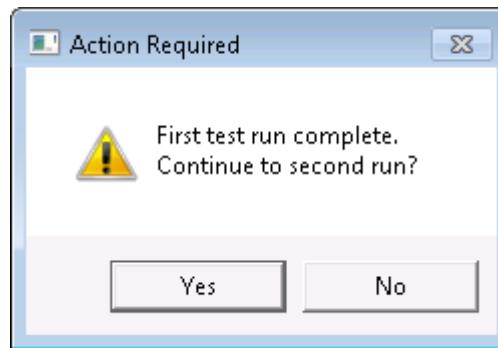 Action Required
First test run complete.
Continue to second run?
Yes
No